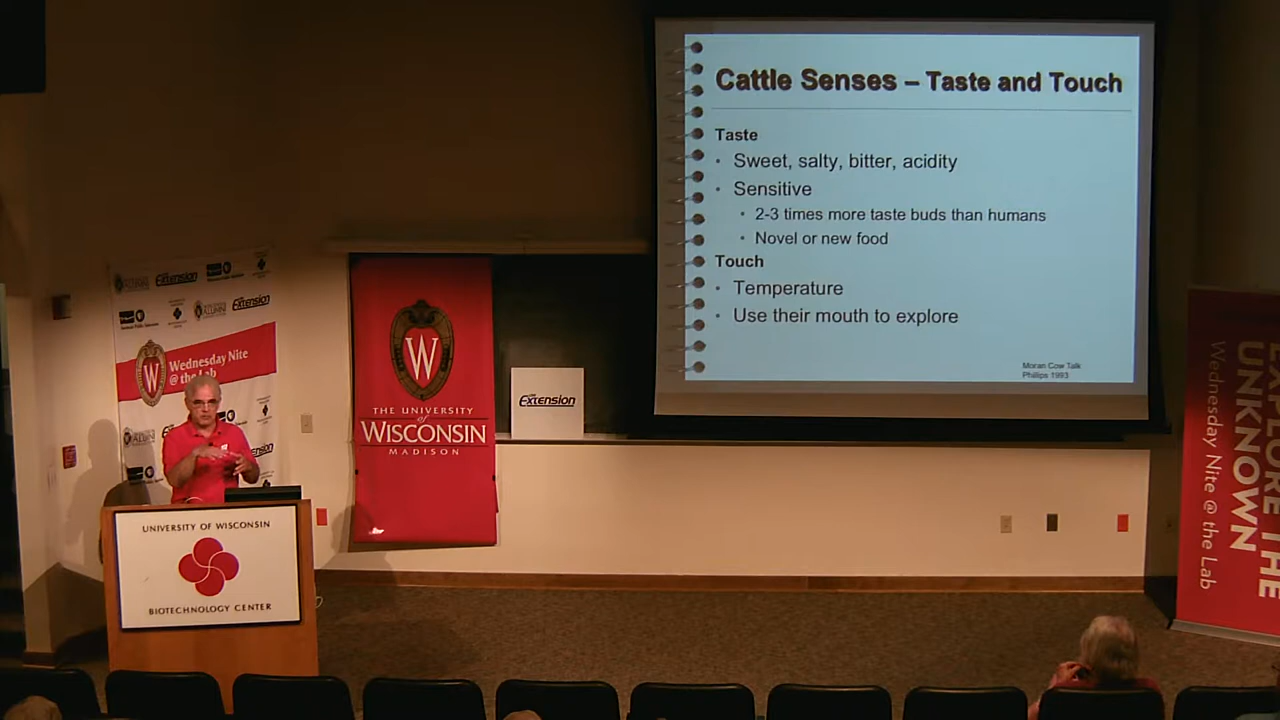 Cattle Senses – Taste and Touch
Taste
• Sweet, salty, bitter, acidity
• Sensitive
• 2-3 times more taste buds than humans
• Novel or new food
Touch
• Temperature
• Use their mouth to explore
Moran Cow Talk
Phillips 1993
Extension
Extension
W
Wednesday Nite
@ the Lab
W
THE UNIVERSITY
of
WISCONSIN
MADISON
Extension
UNIVERSITY OF WISCONSIN
BIOTECHNOLOGY CENTER
EXPLORE THE
UNKNOWN
Wednesday Nite @ the Lab